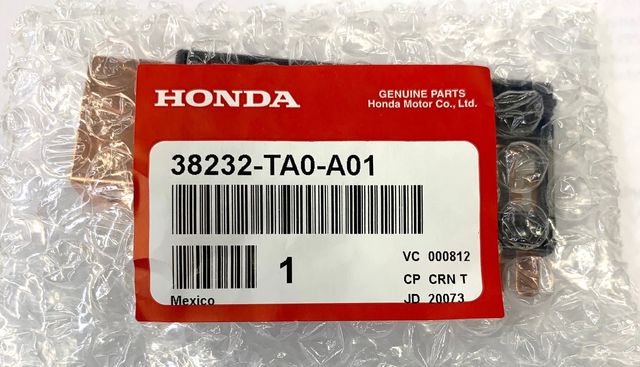 HONDA
GENUINE PARTS
Honda Motor Co., Ltd.
38232-TA0-A01
1
VC 000812
CP CRN T
Mexico
JD 20073